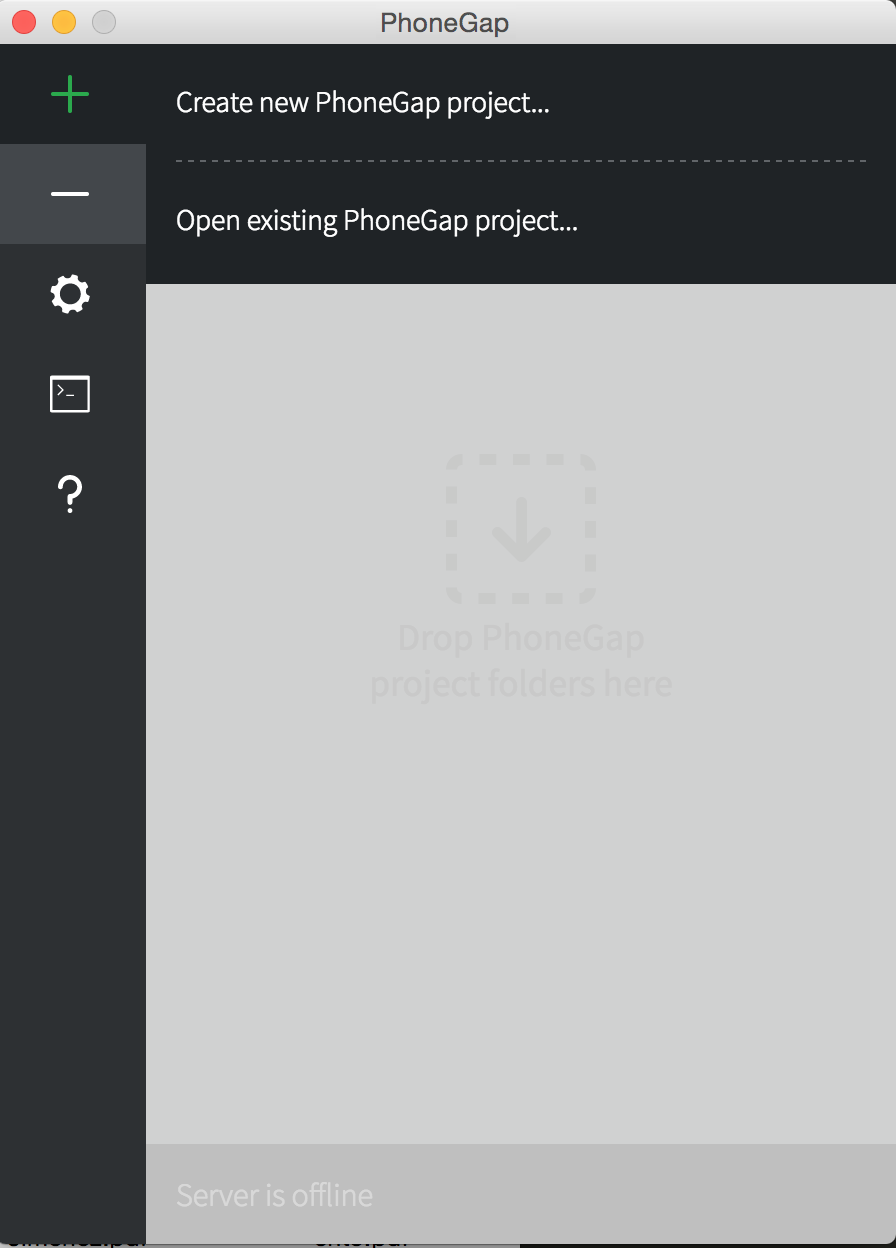 PhoneGap
Create new PhoneGap project...
Open existing PhoneGap project...
Drop PhoneGap
project folders here
Server is offline